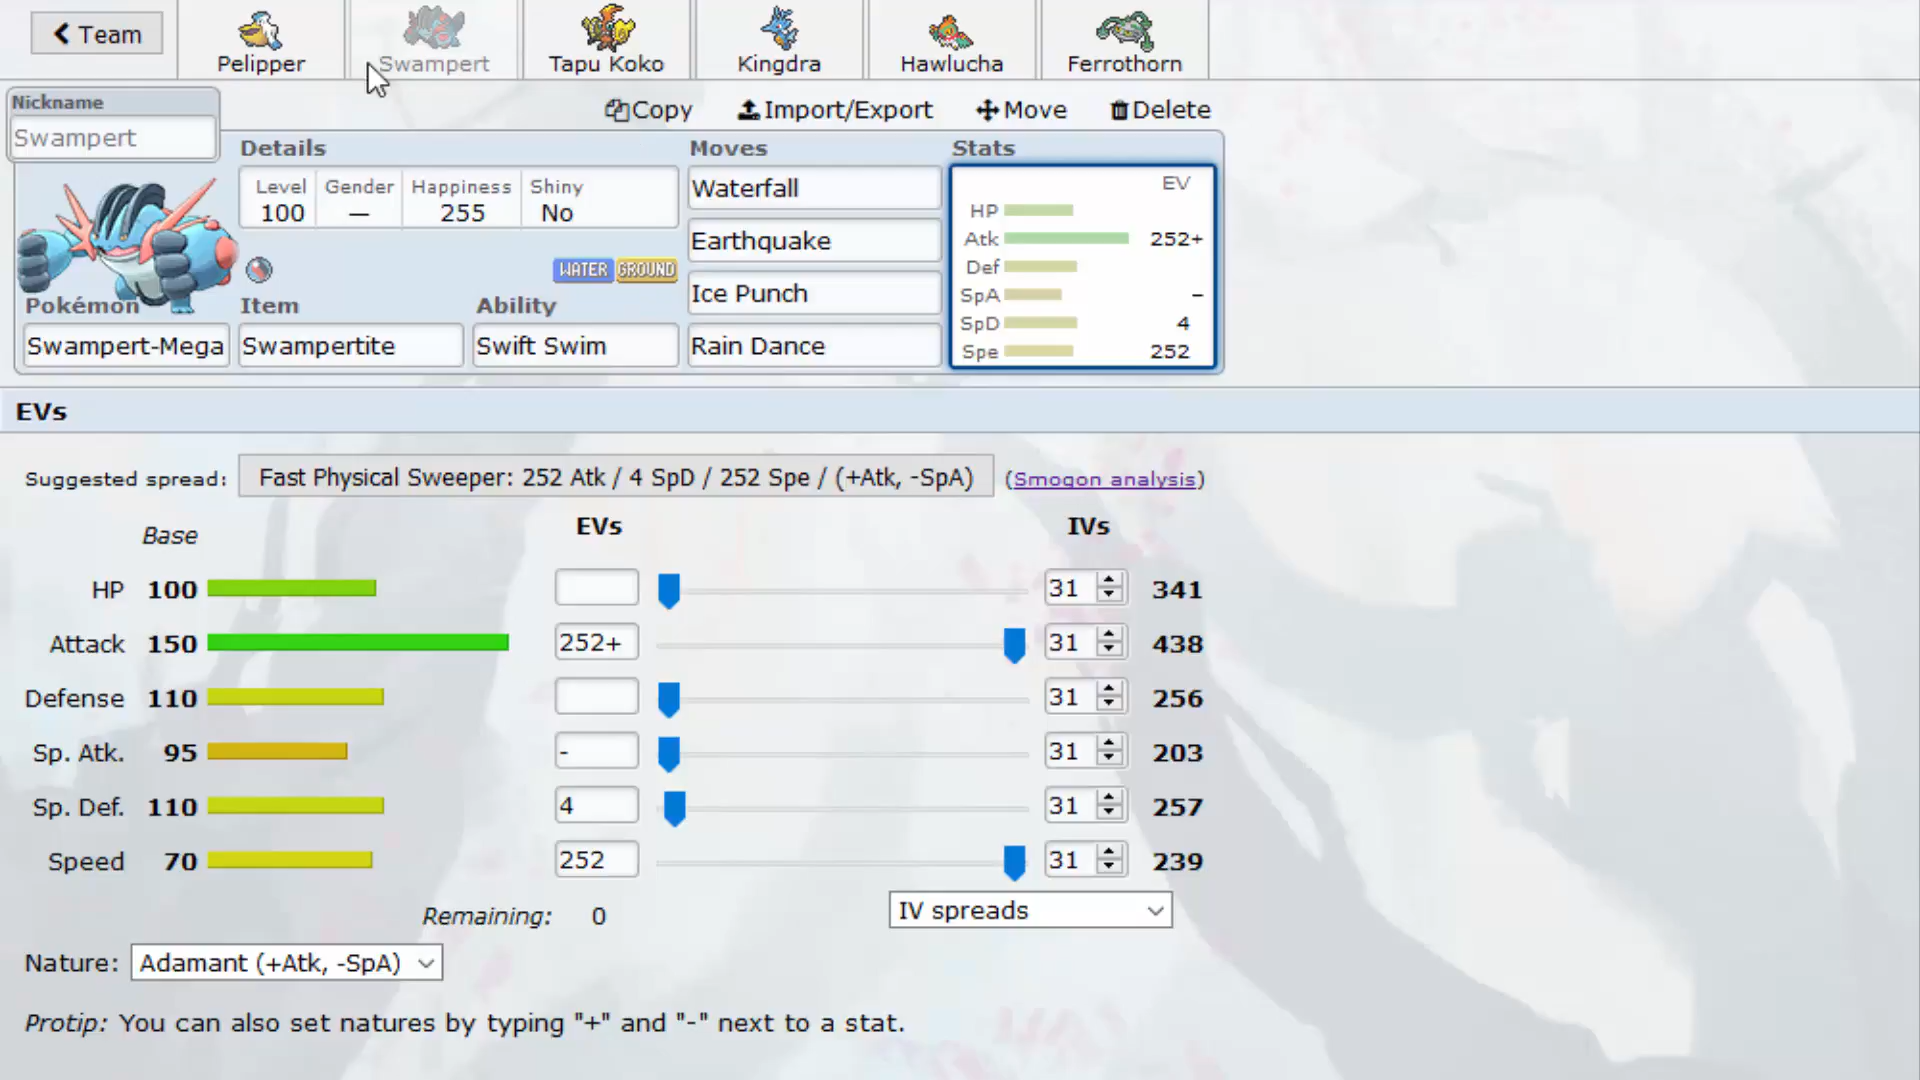 Team
Pelipper
Swampert
Tapu Koko
Kingdra
Hawlucha
Ferrothorn
Copy
Import/Export
Move
Delete
Nickname
Swampert
Details
Moves
Stats
Level
100
Gender
—
Happiness
255
Shiny
No
WATER GROUND
Pokémon
Swampert-Mega
Item
Swampertite
Ability
Swift Swim
Waterfall
Earthquake
Ice Punch
Rain Dance
EV
HP
Atk 252+
Def
SpA –
SpD 4
Spe 252
EVs
Suggested spread: Fast Physical Sweeper: 252 Atk / 4 SpD / 252 Spe / (+Atk, -SpA) (Smogon analysis)
Base EVs IVs
HP 100 31 341
Attack 150 252+ 31 438
Defense 110 31 256
Sp. Atk. 95 - 31 203
Sp. Def. 110 4 31 257
Speed 70 252 31 239
Remaining: 0
IV spreads
Nature: Adamant (+Atk, -SpA)
Protip: You can also set natures by typing "+" and "-" next to a stat.